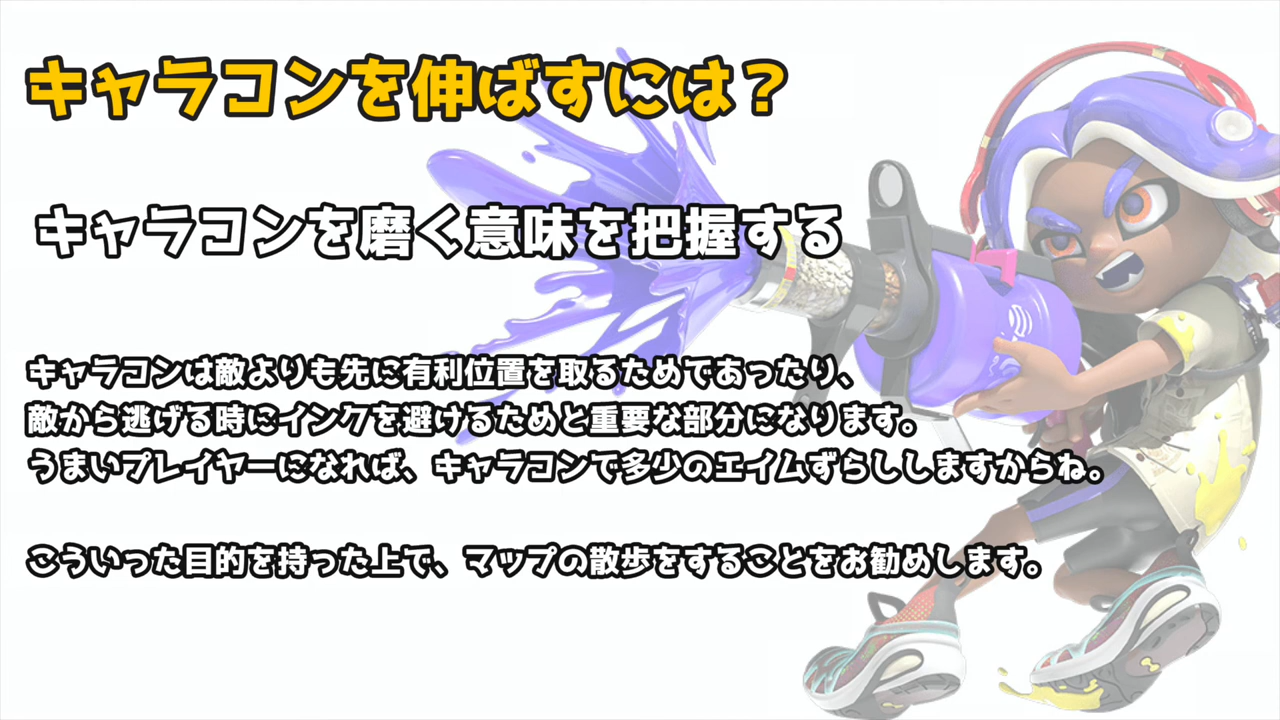 キャラコンを伸ばすには？
キャラコンを磨く意味を把握する
キャラコンは敵よりも先に有利位置を取るためであったり、
敵から逃げる時にインクを避けるためと重要な部分になります。
うまいプレイヤーになれば、キャラコンで多少のエイムずらししますからね。
こういった目的を持った上で、マップの散歩をすることをお勧めします。